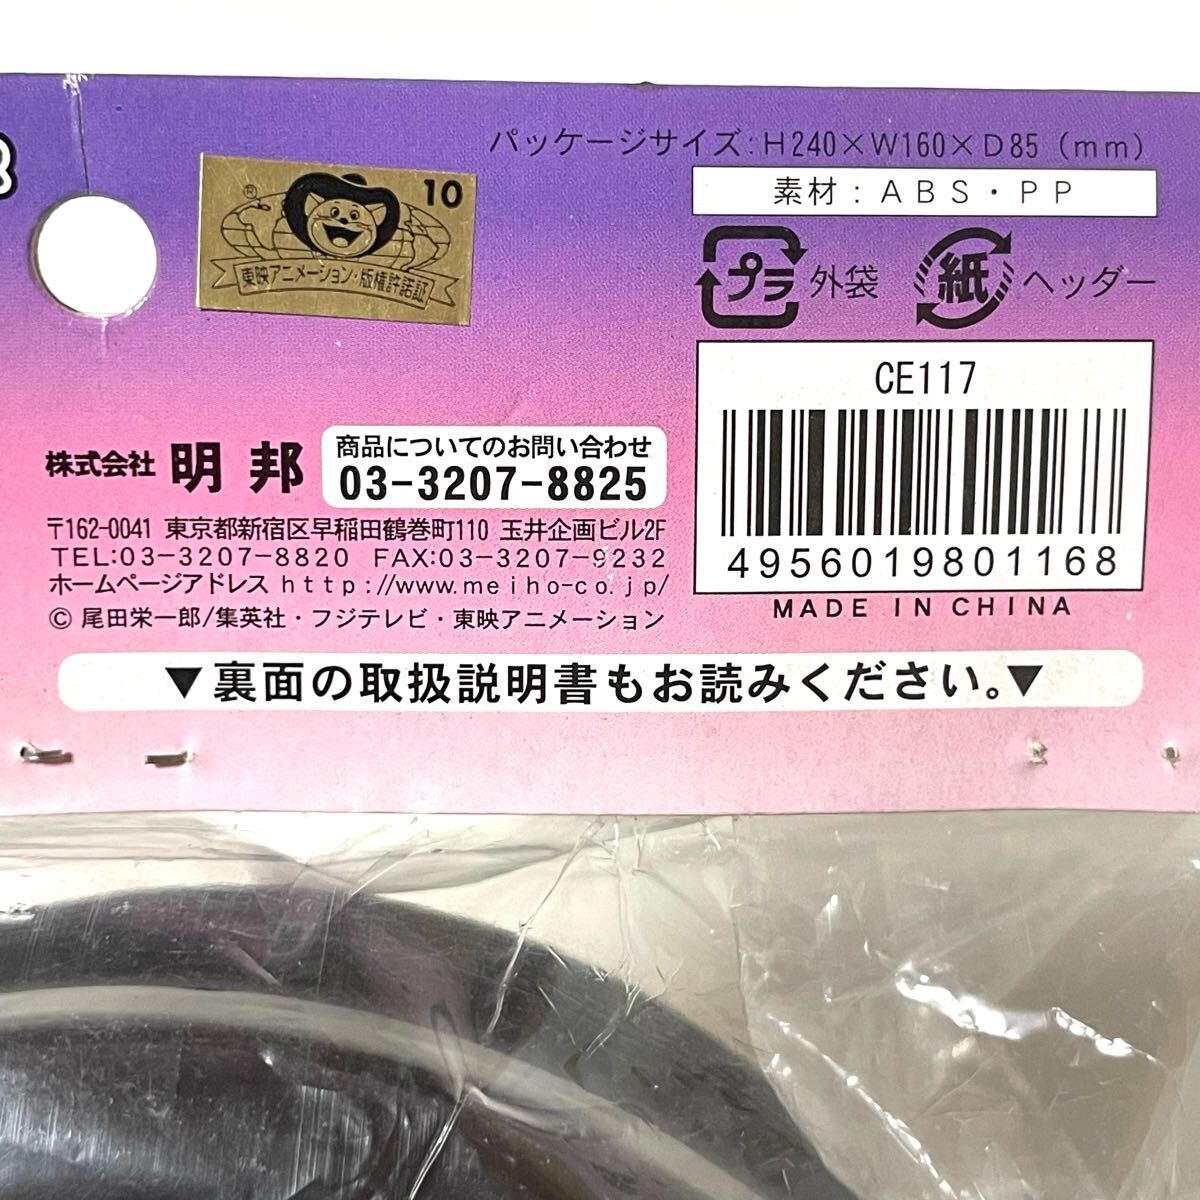 パッケージサイズ:H240×W160×D85(mm)
素材:ABS・PP
10
®
東映アニメーション・版権許諾証
プラ 外袋
紙 ヘッダー
CE117
4956019801168
MADE IN CHINA
株式会社 明邦
商品についてのお問い合わせ
03-3207-8825
〒162-0041 東京都新宿区早稲田鶴巻町110 玉井企画ビル2F
TEL:03-3207-8820 FAX:03-3207-9232
ホームページアドレス http://www.meiho-co.jp/
© 尾田栄一郎/集英社・フジテレビ・東映アニメーション
▼裏面の取扱説明書もお読みください。▼